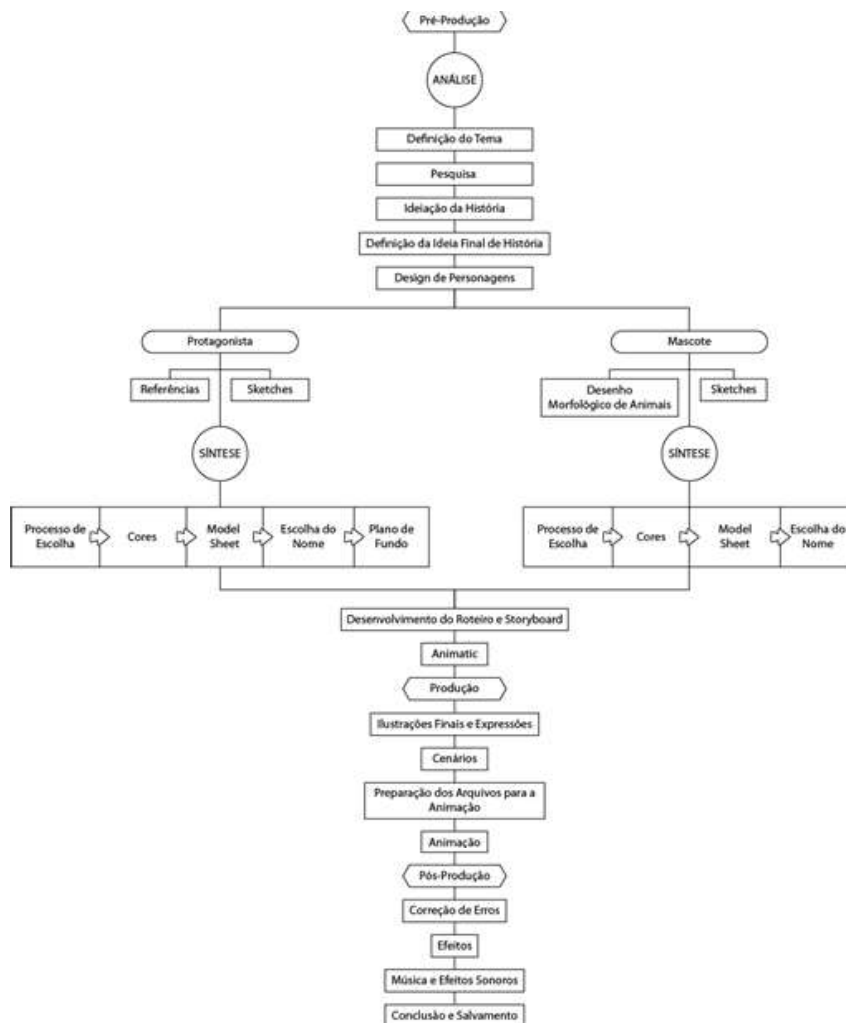 Pré-Produção
ANÁLISE
Definição do Tema
Pesquisa
Ideiação da História
Definição da Ideia Final de História
Design de Personagens
Protagonista
Referências
Sketches
SÍNTESE
Processo de
Escolha
Cores
Model
Sheet
Escolha do
Nome
Plano de
Fundo
Mascote
Desenho
Morfológico de Animais
Sketches
SÍNTESE
Processo de
Escolha
Cores
Model
Sheet
Escolha do
Nome
Desenvolvimento do Roteiro e Storyboard
Animatic
Produção
Ilustrações Finais e Expressões
Cenários
Preparação dos Arquivos para a
Animação
Animação
Pós-Produção
Correção de Erros
Efeitos
Música e Efeitos Sonoros
Conclusão e Salvamento